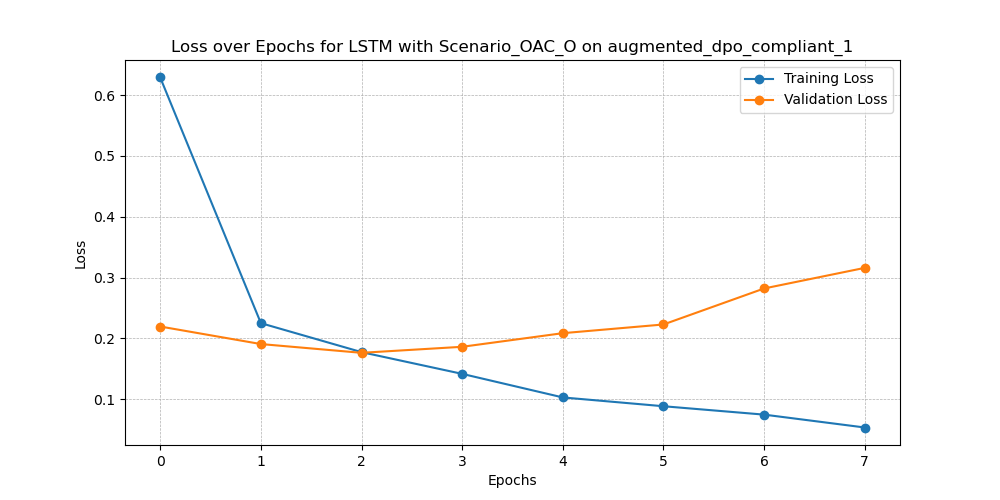 Loss over Epochs for LSTM with Scenario_OAC_O on augmented_dpo_compliant_1
Training Loss
Validation Loss
0.6
0.5
0.4
0.3
0.2
0.1
Loss
0 1 2 3 4 5 6 7
Epochs